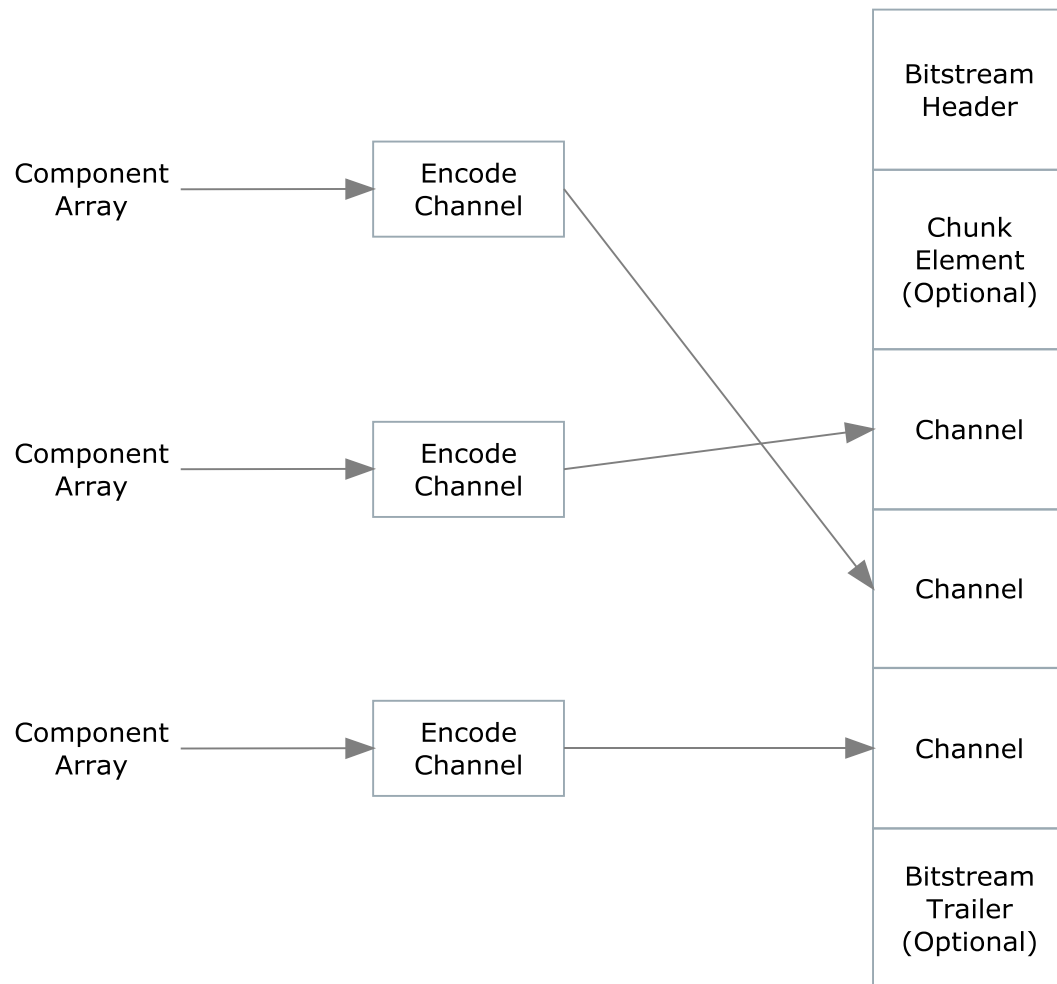 Component
Array
Encode
Channel
Component
Array
Encode
Channel
Component
Array
Encode
Channel
Bitstream
Header
Chunk
Element
(Optional)
Channel
Channel
Channel
Bitstream
Trailer
(Optional)